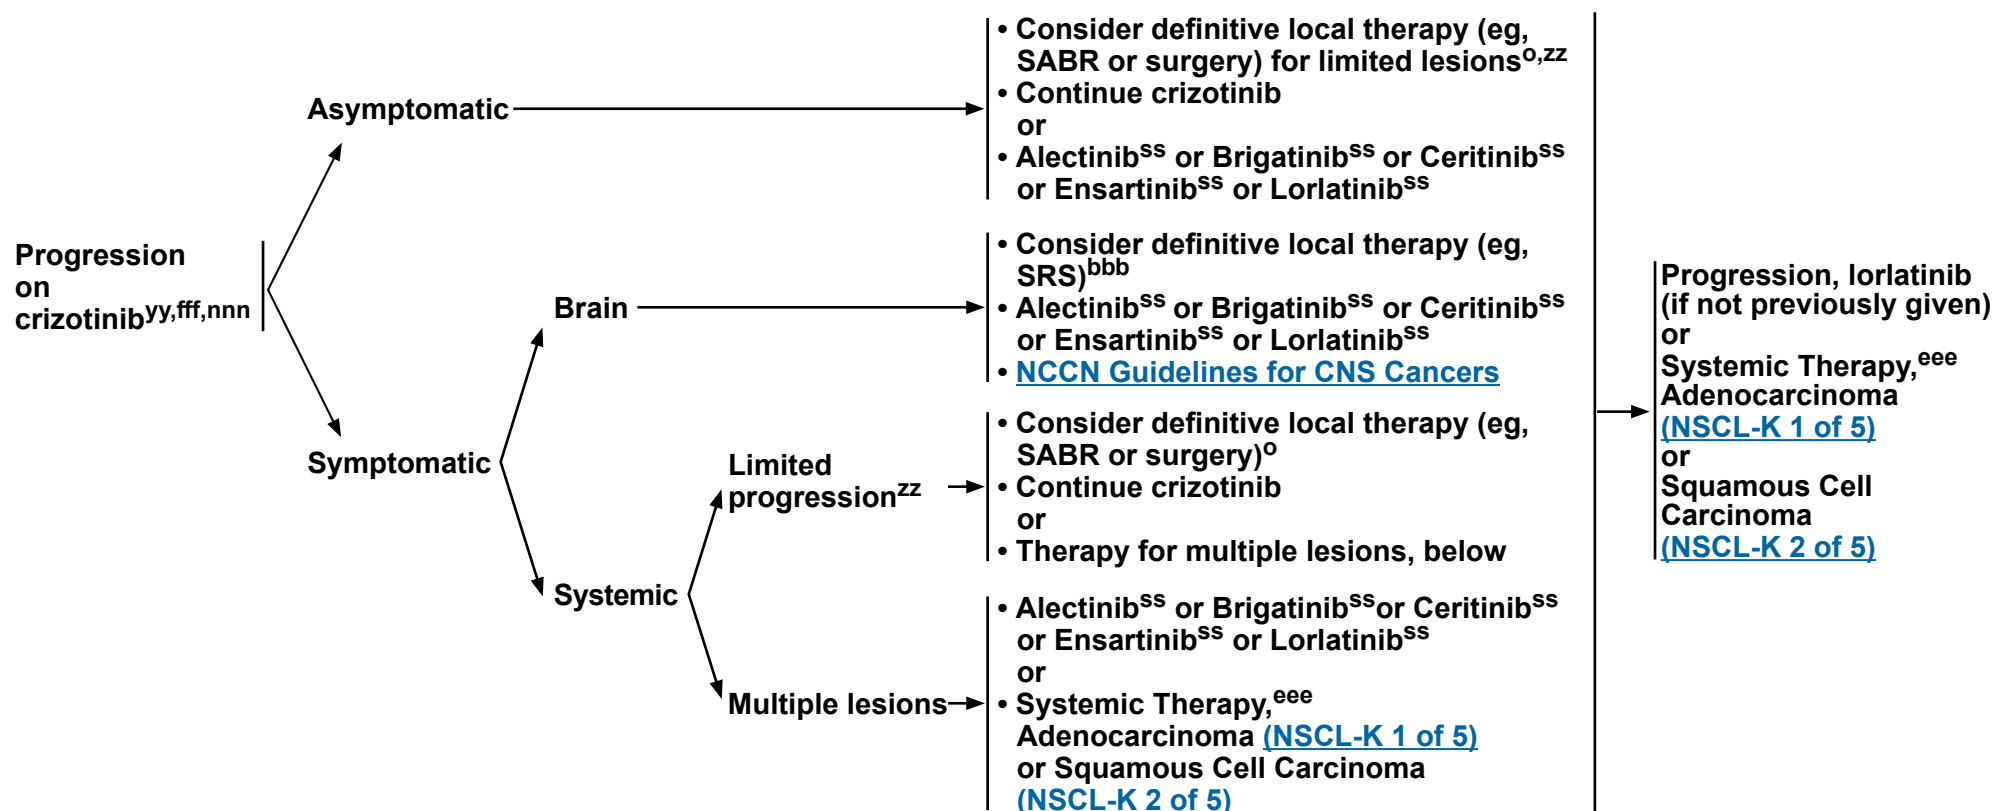 Progression
on
crizotinibyy,fff,nnn
Asymptomatic
• Consider definitive local therapy (eg,
SABR or surgery) for limited lesionso,zz
• Continue crizotinib
or
• Alectinibss or Brigatinibss or Ceritinibss
or Ensartinibss or Lorlatinibss
Symptomatic
Brain
• Consider definitive local therapy (eg,
SRS)bbb
• Alectinibss or Brigatinibss or Ceritinibss
or Ensartinibss or Lorlatinibss
• NCCN Guidelines for CNS Cancers
Systemic
Limited
progressionzz
• Consider definitive local therapy (eg,
SABR or surgery)o
• Continue crizotinib
or
• Therapy for multiple lesions, below
Multiple lesions
• Alectinibss or Brigatinibssor Ceritinibss
or Ensartinibss or Lorlatinibss
or
• Systemic Therapy,eee
Adenocarcinoma (NSCL-K 1 of 5)
or Squamous Cell Carcinoma
(NSCL-K 2 of 5)
Progression, lorlatinib
(if not previously given)
or
Systemic Therapy,eee
Adenocarcinoma
(NSCL-K 1 of 5)
or
Squamous Cell
Carcinoma
(NSCL-K 2 of 5)